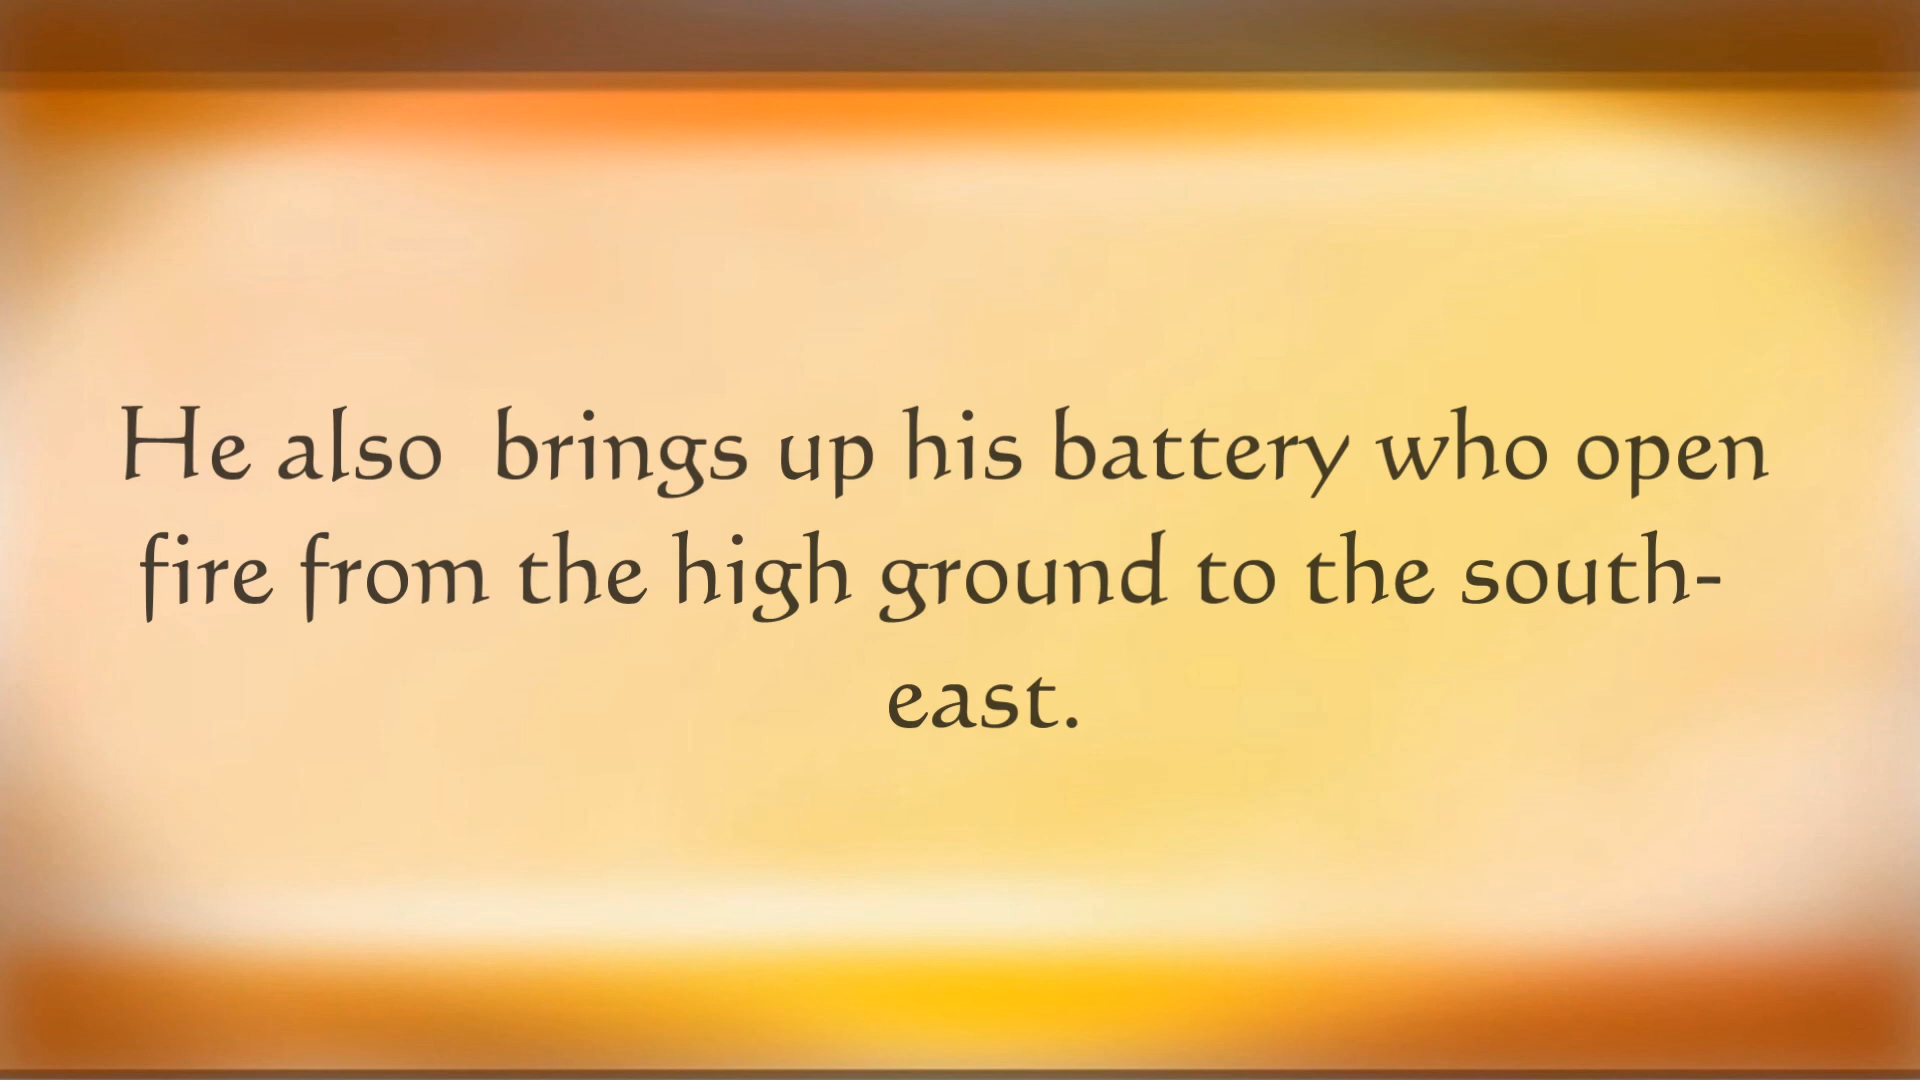 He also  brings up his battery who open
fire from the high ground to the south-
east.